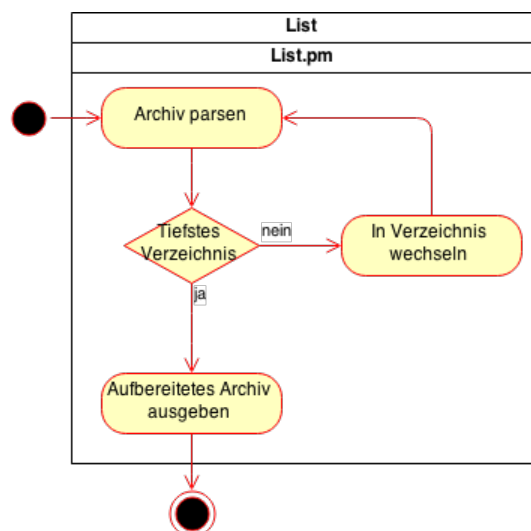 List
List.pm
Archiv parsen
Tiefstes
Verzeichnis
nein
In Verzeichnis
wechseln
ja
Aufbereitetes Archiv
ausgeben